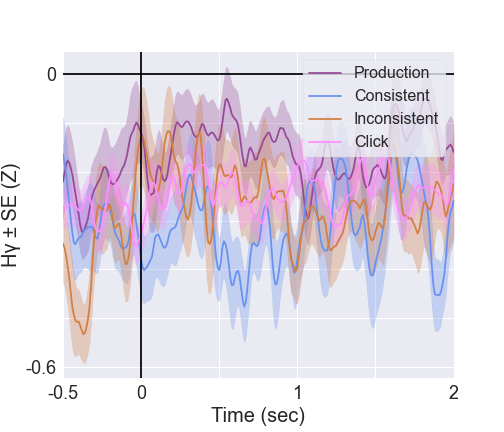 Production
Consistent
Inconsistent
Click
0
-0.6
Hγ ± SE (Z)
-0.5
0
1
2
Time (sec)